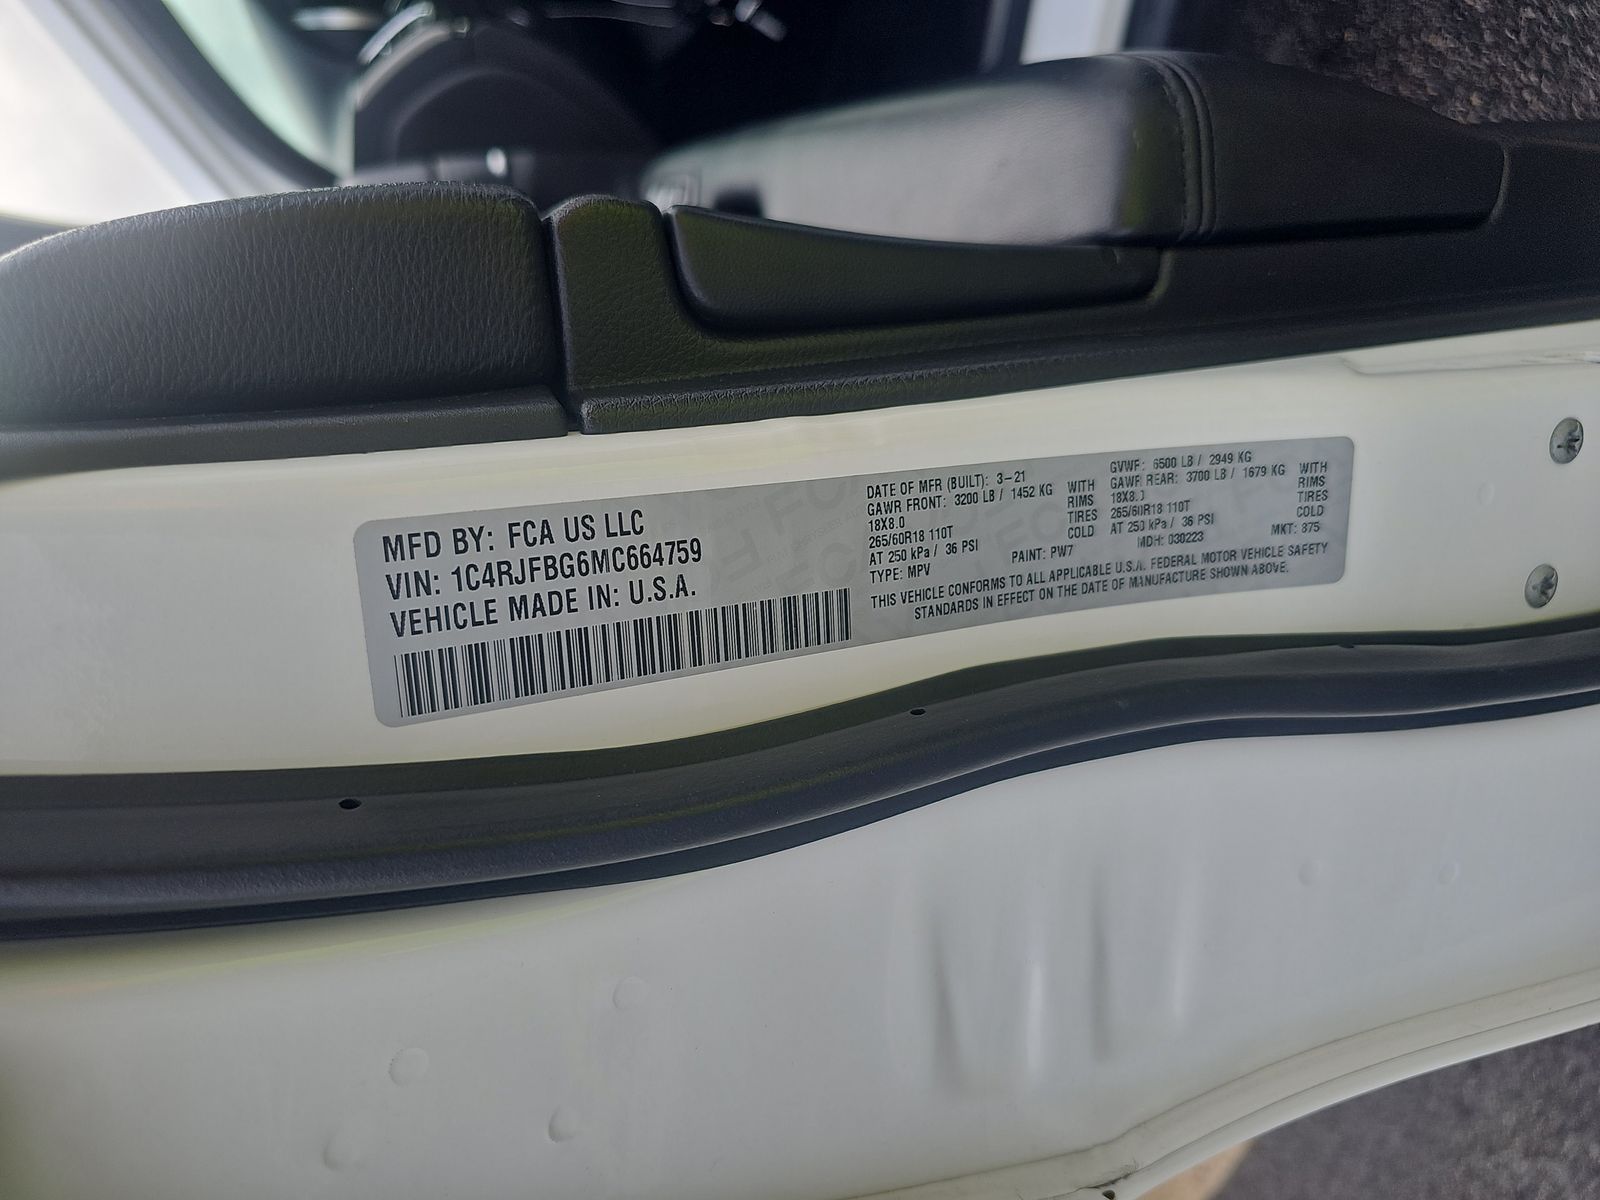 MFD BY: FCA US LLC
VIN: 1C4RJFBG6MC664759
VEHICLE MADE IN: U.S.A.
DATE OF MFR (BUILT): 3-21
GAWR FRONT: 3200 LB / 1452 KG WITH
18X8.0 RIMS
265/60R18 110T TIRES
AT 250 kPa / 36 PSI COLD
TYPE: MPV PAINT: PW7
GVWR: 6500 LB / 2949 KG
GAWR REAR: 3700 LB / 1679 KG WITH
18X8.0 RIMS
265/60R18 110T TIRES
AT 250 kPa / 36 PSI COLD
MDH: 030223 MKT: 875
THIS VEHICLE CONFORMS TO ALL APPLICABLE U.S.A. FEDERAL MOTOR VEHICLE SAFETY
STANDARDS IN EFFECT ON THE DATE OF MANUFACTURE SHOWN ABOVE.